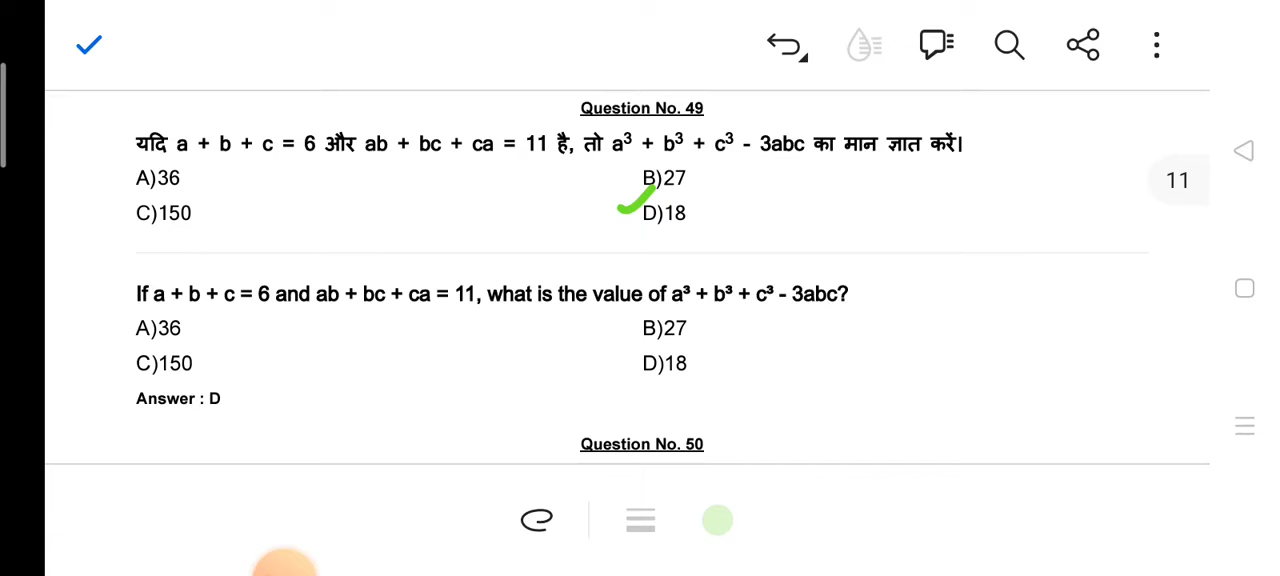 Question No. 49
यदि a + b + c = 6 और ab + bc + ca = 11 है, तो a³ + b³ + c³ - 3abc का मान ज्ञात करें।
A)36 B)27
C)150 D)18
11
If a + b + c = 6 and ab + bc + ca = 11, what is the value of a³ + b³ + c³ - 3abc?
A)36 B)27
C)150 D)18
Answer : D
Question No. 50